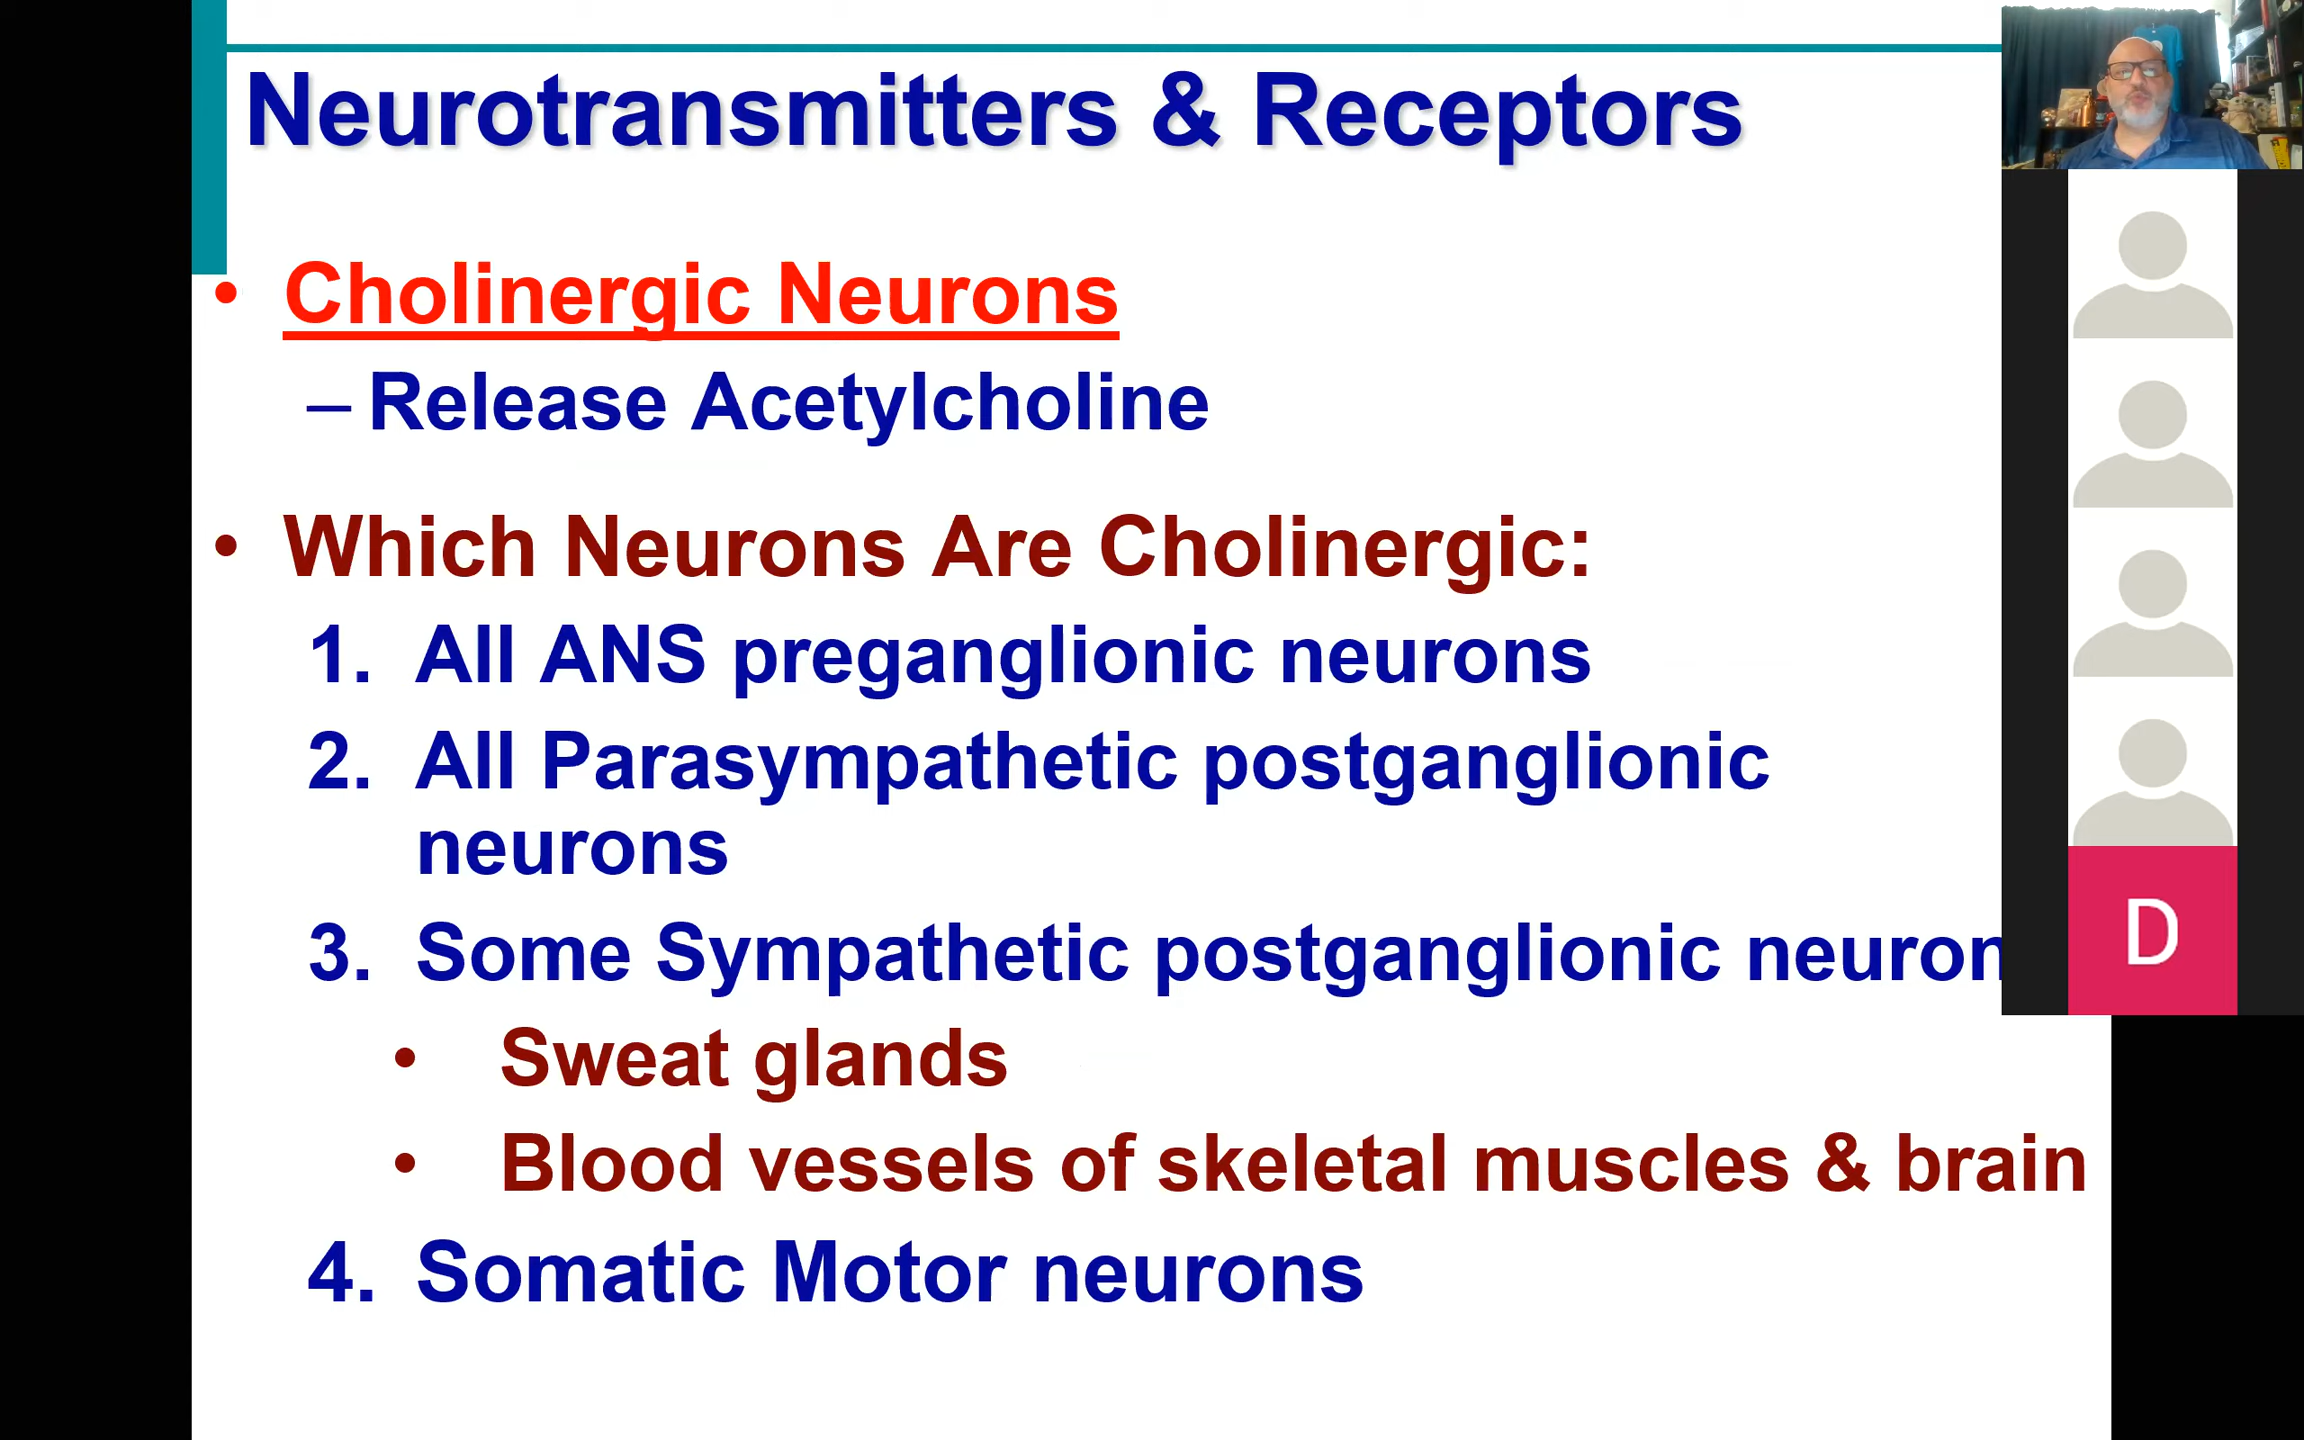 Neurotransmitters & Receptors
• Cholinergic Neurons
– Release Acetylcholine
• Which Neurons Are Cholinergic:
1. All ANS preganglionic neurons
2. All Parasympathetic postganglionic
neurons
3. Some Sympathetic postganglionic neuron
• Sweat glands
• Blood vessels of skeletal muscles & brain
4. Somatic Motor neurons
D